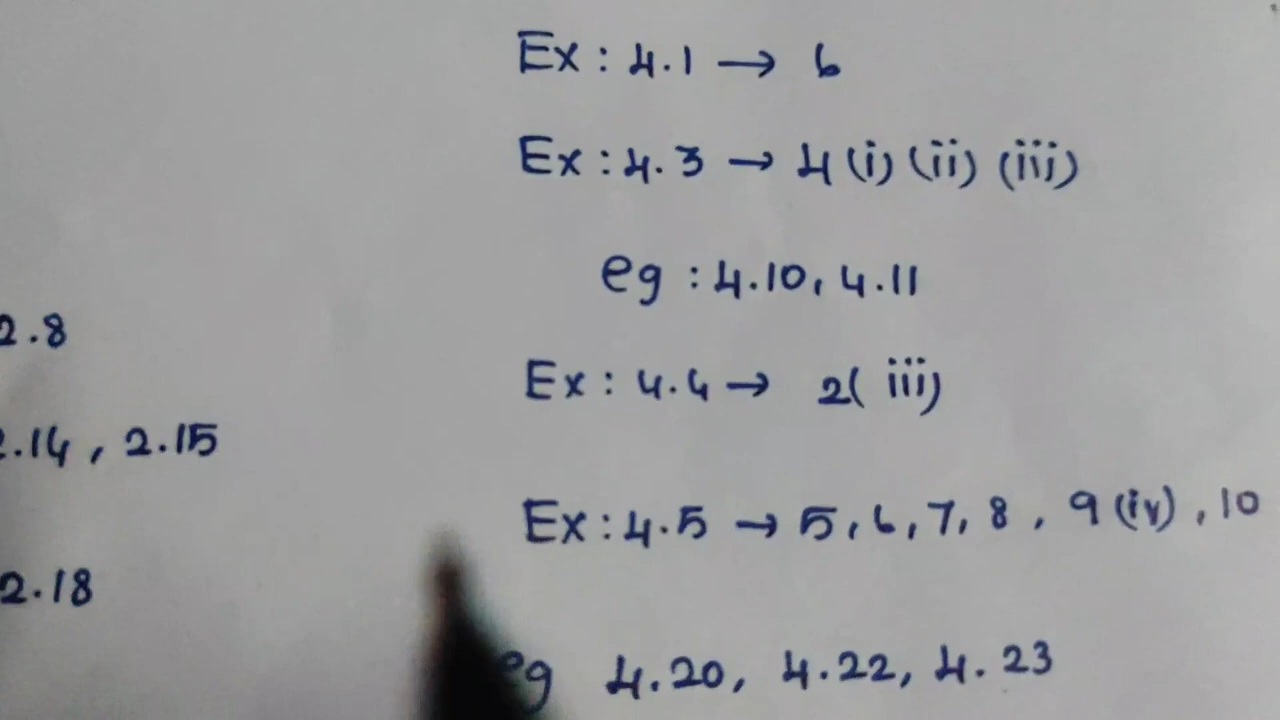 Ex : 4.1 → 6
Ex : 4.3 → 4 (i) (ii) (iii)
eg : 4.10, 4.11
2.8
Ex : 4.4 → 2( iii)
.14, 2.15
Ex : 4.5 → 5, 6, 7, 8, 9 (iv), 10
2.18
eg 4.20, 4.22, 4.23